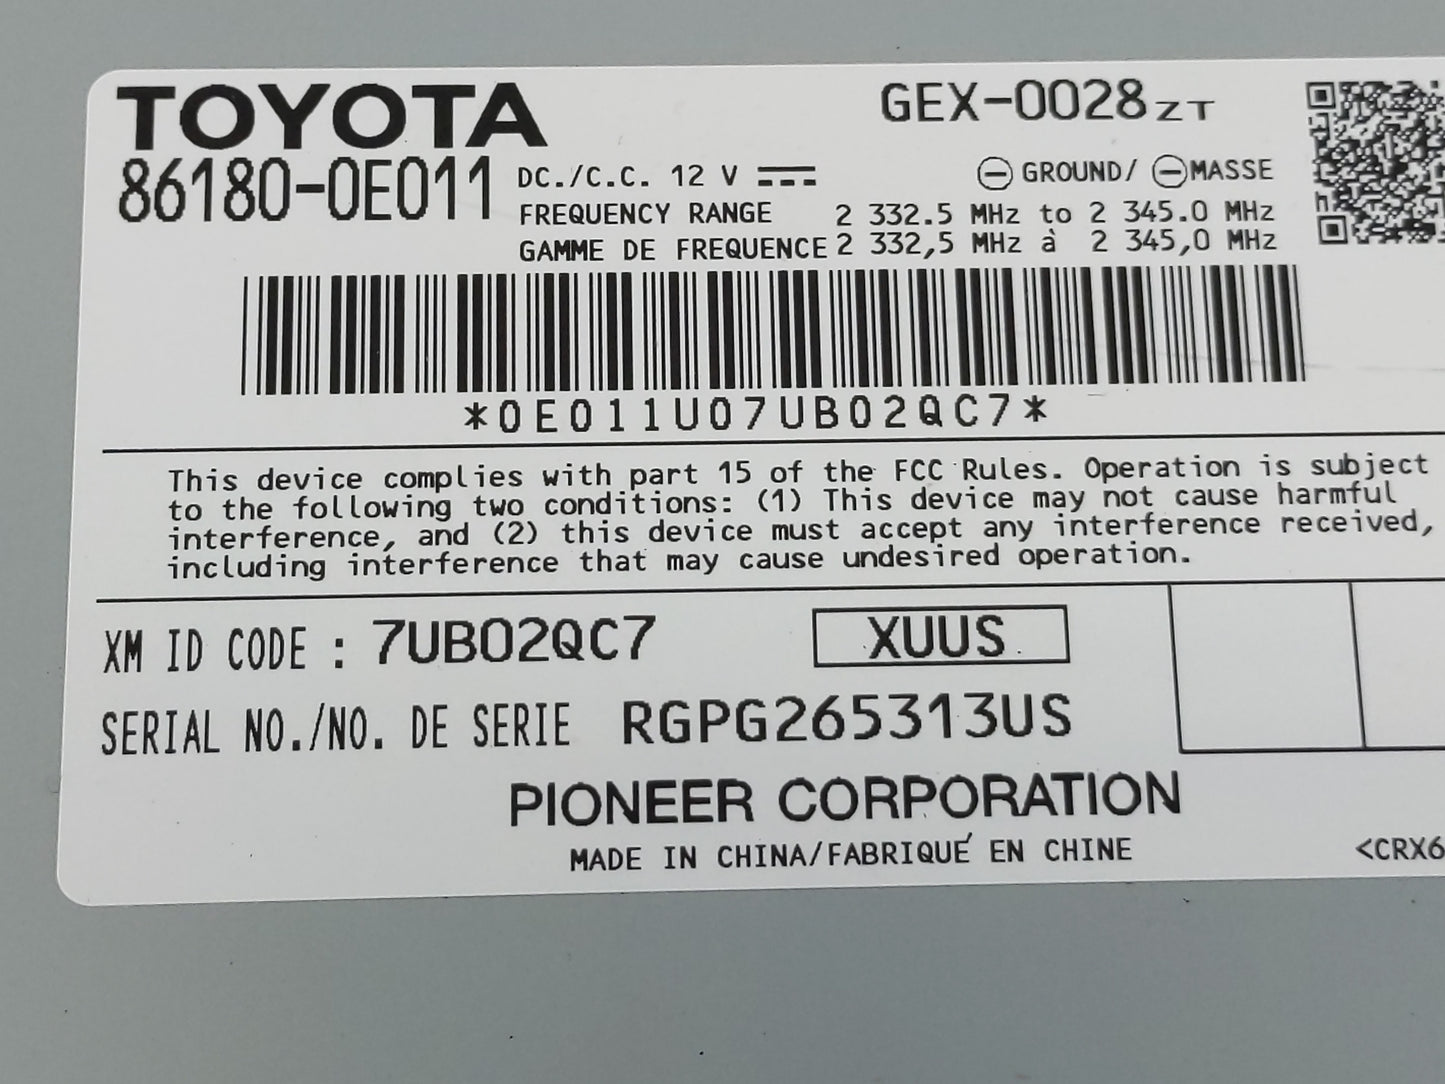 TOYOTA
GEX-0028ZT
86180-0E011
DC./C.C. 12 V
GROUND/ MASSE
FREQUENCY RANGE 2 332.5 MHz to 2 345.0 MHz
GAMME DE FREQUENCE 2 332,5 MHz à 2 345,0 MHz
*0E011U07UB02QC7*
This device complies with part 15 of the FCC Rules. Operation is subject
to the following two conditions: (1) This device may not cause harmful
interference, and (2) this device must accept any interference received,
including interference that may cause undesired operation.
XM ID CODE : 7UB02QC7 XUUS
SERIAL NO./NO. DE SERIE RGPG265313US
PIONEER CORPORATION
MADE IN CHINA/FABRIQUÉ EN CHINE
<CRX6